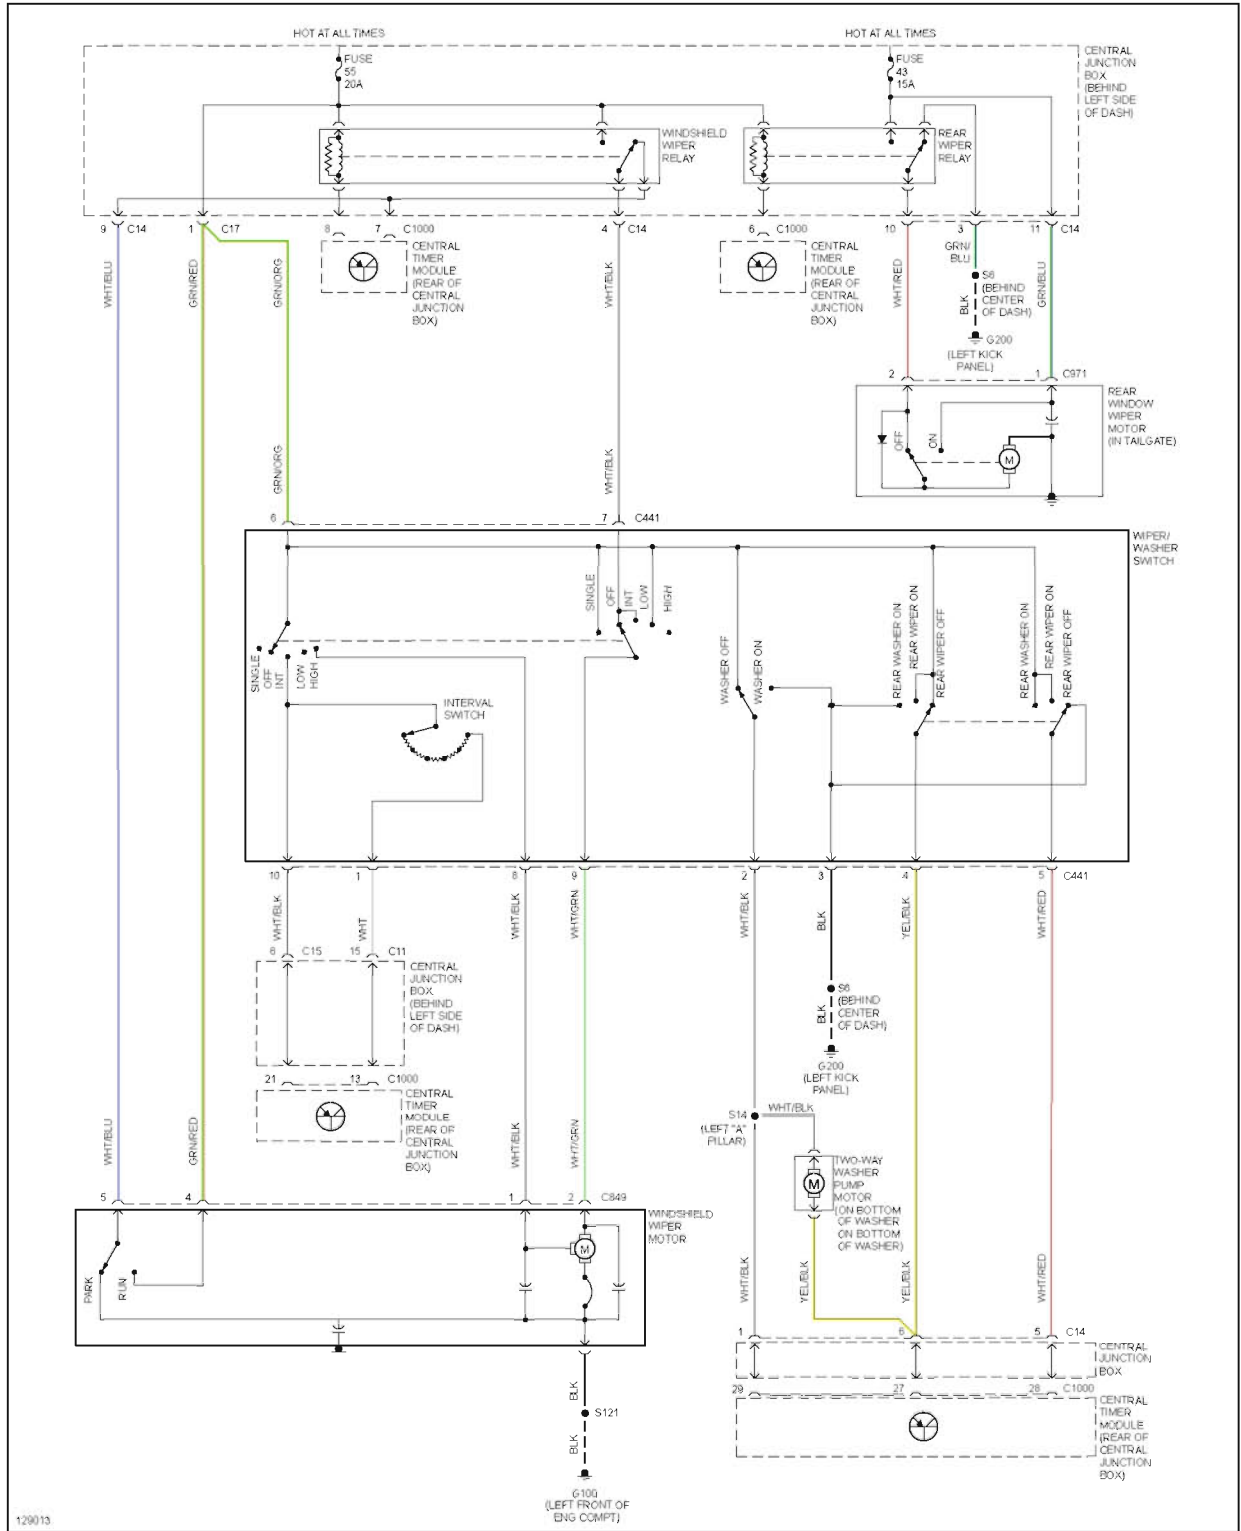 HOT AT ALL TIMES
HOT AT ALL TIMES
FUSE
55
20A
FUSE
43
15A
CENTRAL
JUNCTION
BOX
(BEHIND
LEFT SIDE
OF DASH)
WINDSHIELD
WIPER
RELAY
REAR
WIPER
RELAY
9 C14
1 C17
8
7 C1000
4 C14
6 C1000
10
3
11 C14
WHT/BLU
GRN/RED
GRN/ORG
CENTRAL
TIMER
MODULE
(REAR OF
CENTRAL
JUNCTION
BOX)
WHT/BLK
CENTRAL
TIMER
MODULE
(REAR OF
CENTRAL
JUNCTION
BOX)
WHT/RED
GRN/
BLU
S6
(BEHIND
CENTER
OF DASH)
BLK
GRN/BLU
G200
(LEFT KICK
PANEL)
2
1 C971
REAR
WINDOW
WIPER
MOTOR
(IN TAILGATE)
OFF
ON
M
GRN/ORG
WHT/BLK
6
7 C441
WIPER/
WASHER
SWITCH
SINGLE
OFF
INT
LOW
HIGH
SINGLE
OFF
INT
LOW
HIGH
INTERVAL
SWITCH
WASHER OFF
WASHER ON
REAR WASHER ON
REAR WIPER ON
REAR WIPER OFF
REAR WASHER ON
REAR WIPER ON
REAR WIPER OFF
10
1
8
9
2
3
4
5 C441
WHT/BLK
WHT
WHT/BLK
WHT/GRN
WHT/BLK
BLK
YEL/BLK
WHT/RED
6 C15
15 C11
CENTRAL
JUNCTION
BOX
(BEHIND
LEFT SIDE
OF DASH)
S6
(BEHIND
CENTER
OF DASH)
BLK
G200
(LEFT KICK
PANEL)
21
13 C1000
CENTRAL
TIMER
MODULE
(REAR OF
CENTRAL
JUNCTION
BOX)
S14
(LEFT "A"
PILLAR)
WHT/BLK
WHT/BLU
GRN/RED
WHT/BLK
WHT/GRN
TWO-WAY
WASHER
PUMP
MOTOR
(ON BOTTOM
OF WASHER
ON BOTTOM
OF WASHER)
M
5
4
1
2 C849
WINDSHIELD
WIPER
MOTOR
M
PARK
RUN
WHT/BLK
YEL/BLK
YEL/BLK
WHT/RED
1
6
5 C14
CENTRAL
JUNCTION
BOX
29
27
28 C1000
CENTRAL
TIMER
MODULE
(REAR OF
CENTRAL
JUNCTION
BOX)
BLK
S121
BLK
G100
(LEFT FRONT OF
ENG COMPT)
129013